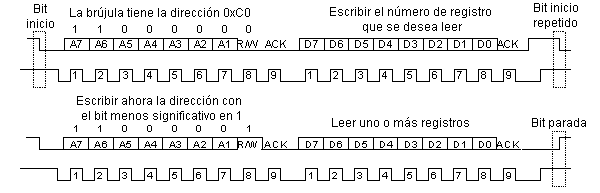 Bit inicio
La brújula tiene la dirección 0xC0
Escribir el número de registro que se desea leer
Bit inicio repetido
1 1 0 0 0 0 0 0
A7 A6 A5 A4 A3 A2 A1 R/W ACK D7 D6 D5 D4 D3 D2 D1 D0 ACK
1 2 3 4 5 6 7 8 9 1 2 3 4 5 6 7 8 9
Escribir ahora la dirección con el bit menos significativo en 1
Leer uno o más registros
Bit parada
1 1 0 0 0 0 0 1
A7 A6 A5 A4 A3 A2 A1 R/W ACK D7 D6 D5 D4 D3 D2 D1 D0 ACK
1 2 3 4 5 6 7 8 9 1 2 3 4 5 6 7 8 9